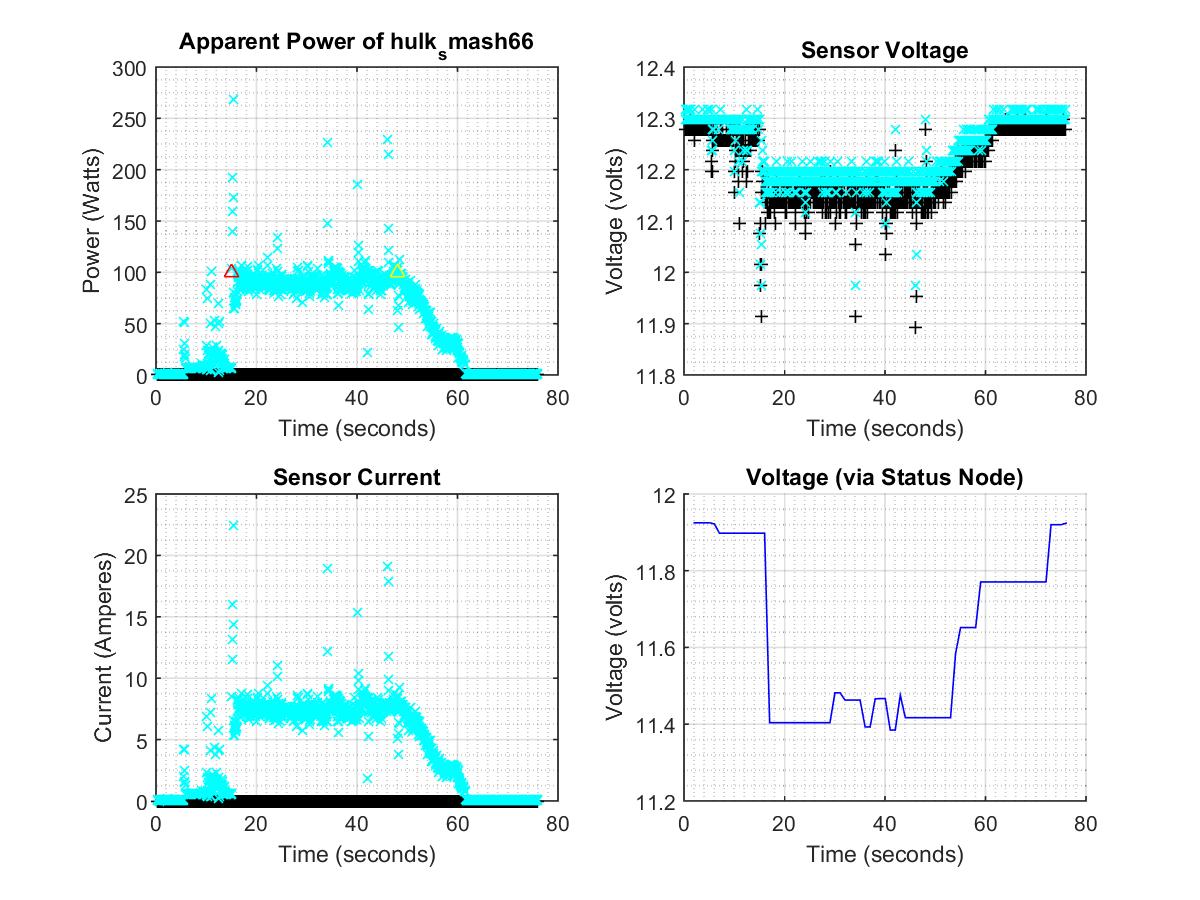 Apparent Power of hulksmash66
300
250
200
150
100
50
0
Power (Watts)
0 20 40 60 80
Time (seconds)
Sensor Voltage
12.4
12.3
12.2
12.1
12
11.9
11.8
Voltage (volts)
0 20 40 60 80
Time (seconds)
Sensor Current
25
20
15
10
5
0
Current (Amperes)
0 20 40 60 80
Time (seconds)
Voltage (via Status Node)
12
11.8
11.6
11.4
11.2
Voltage (volts)
0 20 40 60 80
Time (seconds)